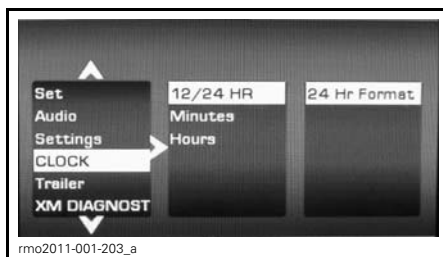 Set
Audio
Settings
CLOCK
Trailer
XM DIAGNOST
12/24 HR
Minutes
Hours
24 Hr Format
rmo2011-001-203_a